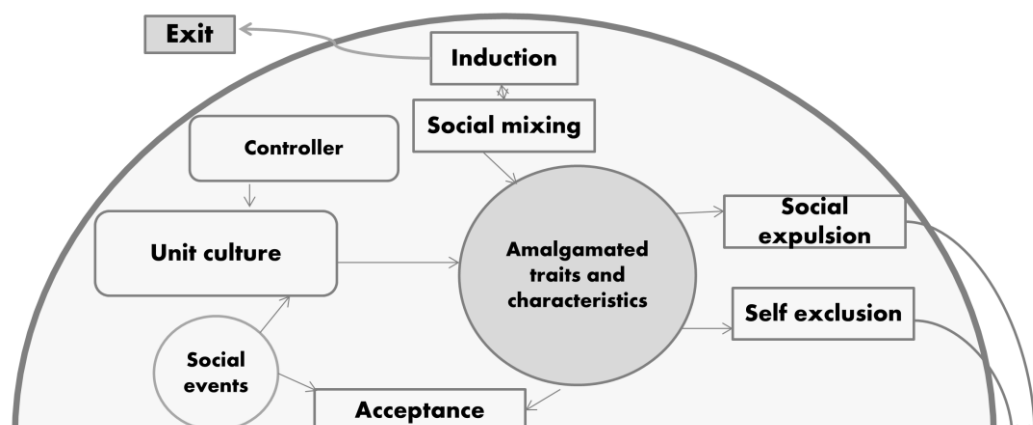 Exit
Induction
Social mixing
Controller
Unit culture
Amalgamated
traits and
characteristics
Social
expulsion
Self exclusion
Social
events
Acceptance